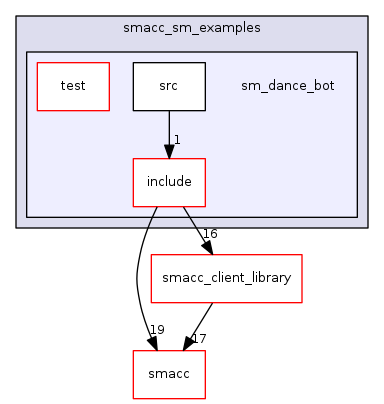 smacc_sm_examples
test
src
sm_dance_bot
1
include
16
smacc_client_library
19
17
smacc